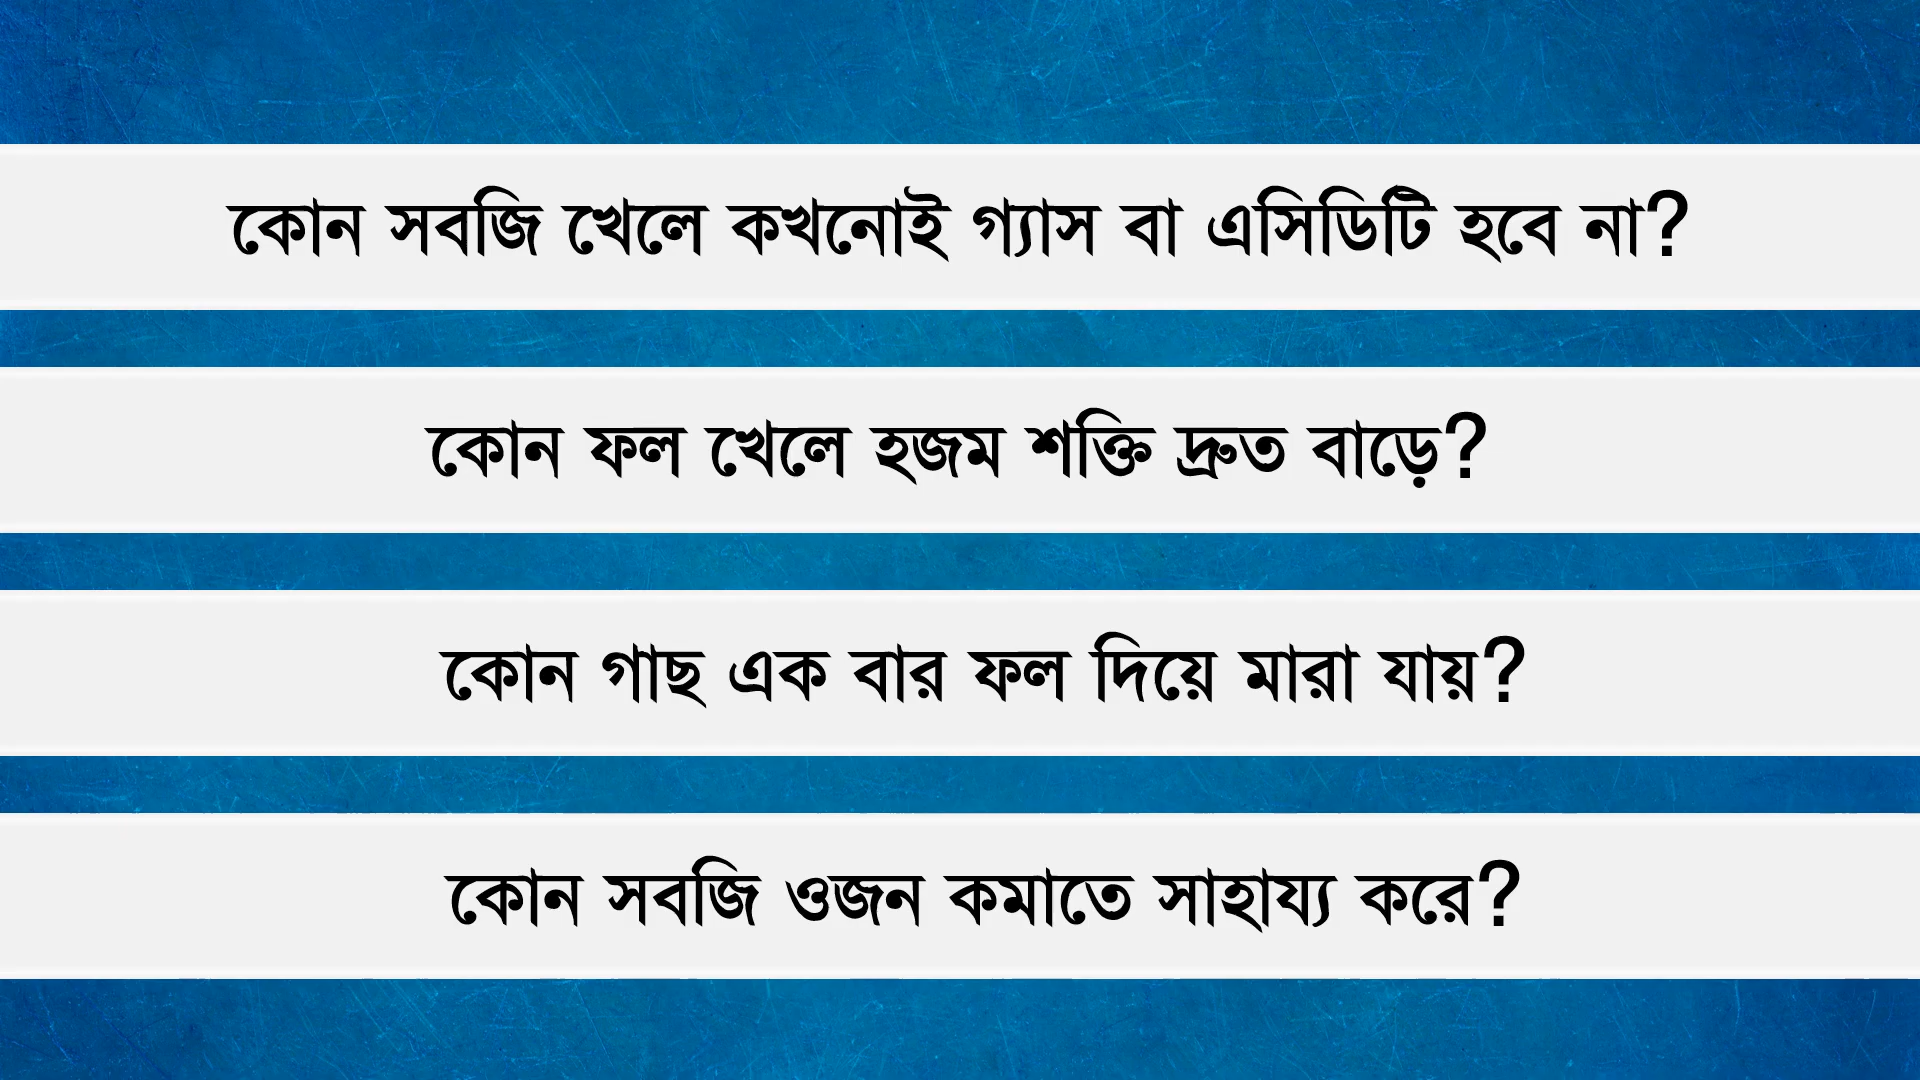 কোন সবজি খেলে কখনোই গ্যাস বা এসিডিটি হবে না?
কোন ফল খেলে হজম শক্তি দ্রুত বাড়ে?
কোন গাছ এক বার ফল দিয়ে মারা যায়?
কোন সবজি ওজন কমাতে সাহায্য করে?